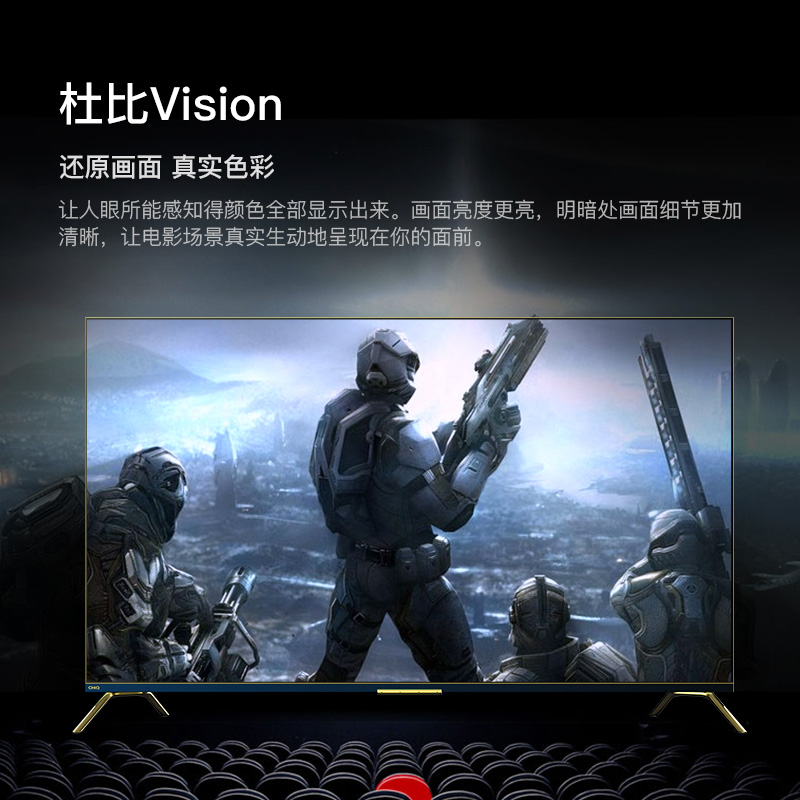 杜比Vision
还原画面 真实色彩
让人眼所能感知得颜色全部显示出来。画面亮度更亮，明暗处画面细节更加
清晰，让电影场景真实生动地呈现在你的面前。
CHiQ